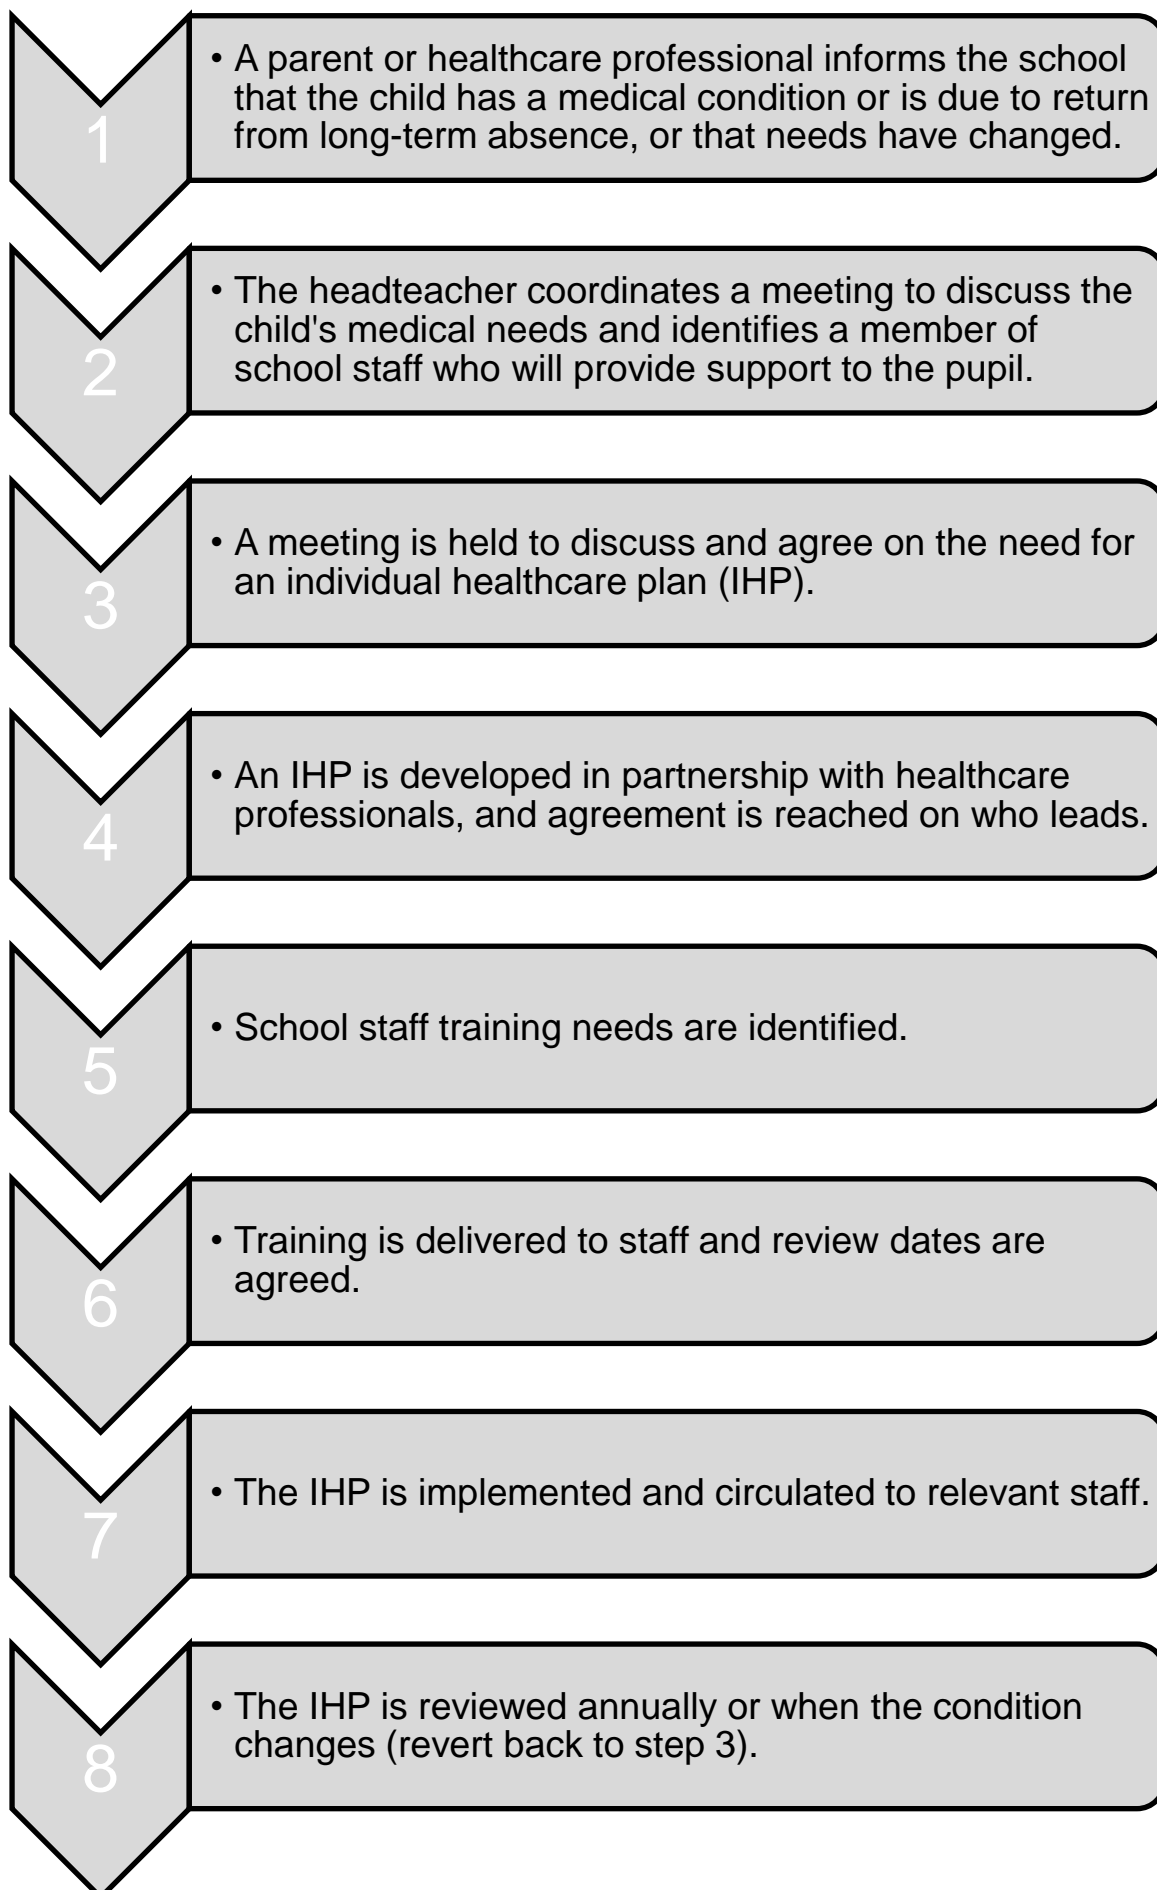 1
• A parent or healthcare professional informs the school
that the child has a medical condition or is due to return
from long-term absence, or that needs have changed.
2
• The headteacher coordinates a meeting to discuss the
child's medical needs and identifies a member of
school staff who will provide support to the pupil.
3
• A meeting is held to discuss and agree on the need for
an individual healthcare plan (IHP).
4
• An IHP is developed in partnership with healthcare
professionals, and agreement is reached on who leads.
5
• School staff training needs are identified.
6
• Training is delivered to staff and review dates are
agreed.
7
• The IHP is implemented and circulated to relevant staff.
8
• The IHP is reviewed annually or when the condition
changes (revert back to step 3).